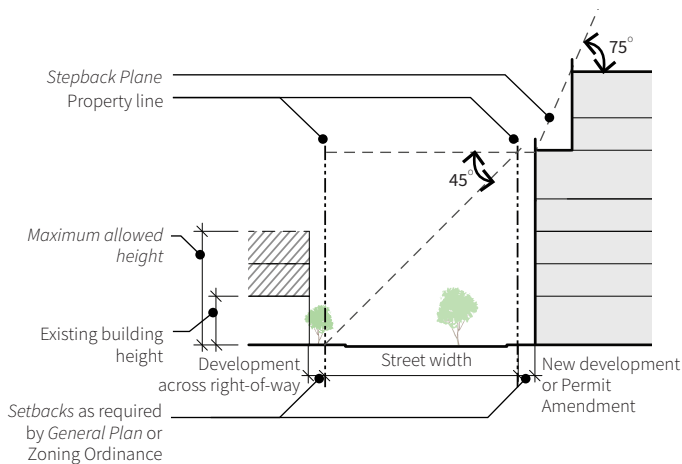 75°
Stepback Plane
Property line
45°
Maximum allowed
height
Existing building
height
Development
across right-of-way
Street width
New development
or Permit
Amendment
Setbacks as required
by General Plan or
Zoning Ordinance